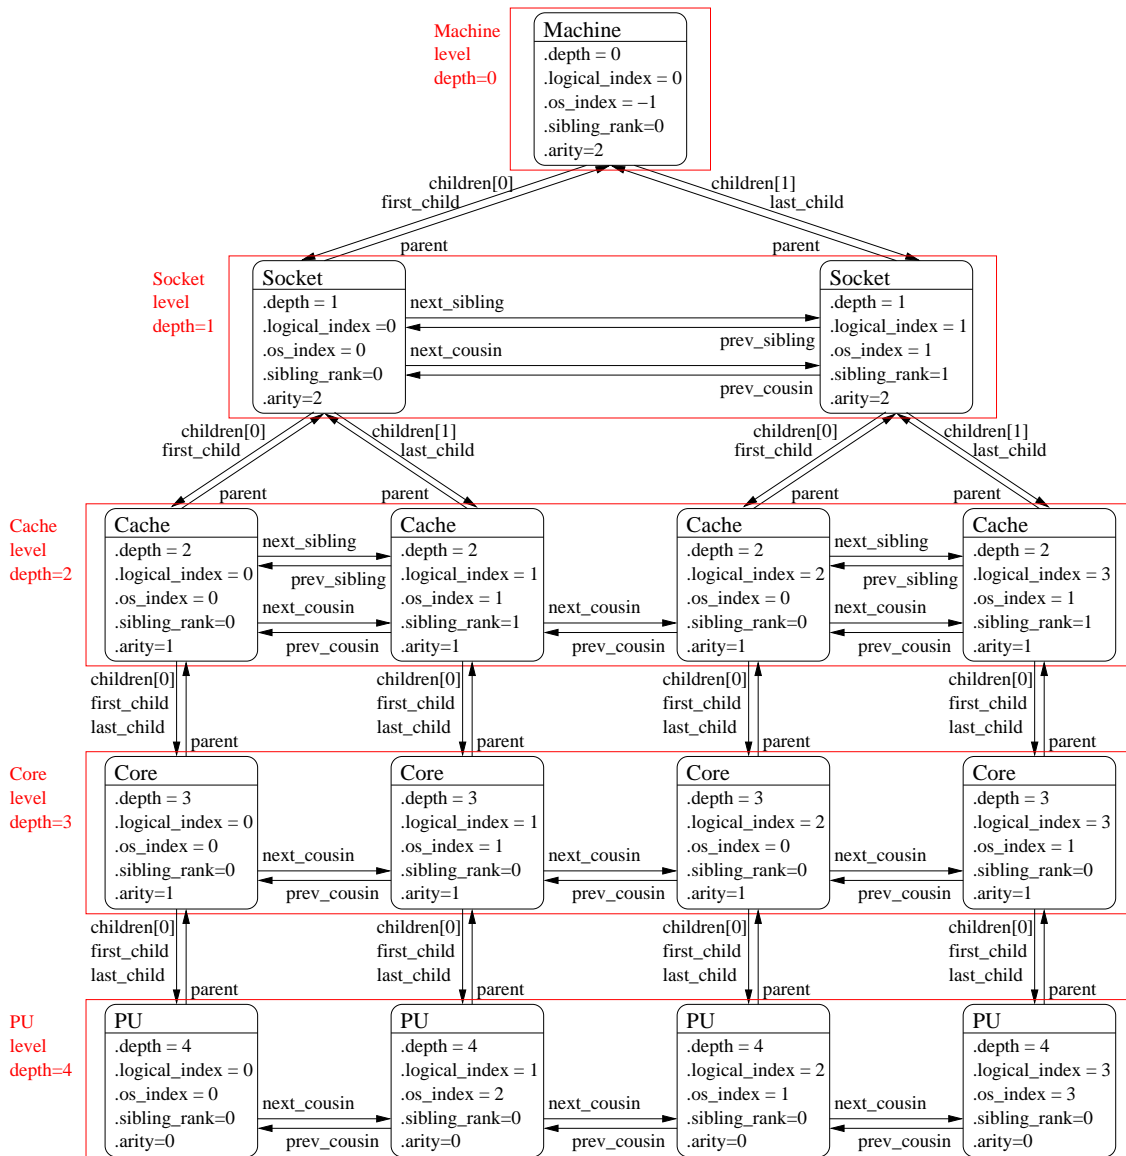 Machine
level
depth=0
Machine
.depth = 0
.logical_index = 0
.os_index = −1
.sibling_rank=0
.arity=2
children[0]
first_child
parent
children[1]
last_child
parent
Socket
level
depth=1
Socket
.depth = 1
.logical_index =0
.os_index = 0
.sibling_rank=0
.arity=2
next_sibling
prev_sibling
next_cousin
prev_cousin
Socket
.depth = 1
.logical_index = 1
.os_index = 1
.sibling_rank=1
.arity=2
children[0]
first_child
parent
children[1]
last_child
parent
children[0]
first_child
parent
children[1]
last_child
parent
Cache
level
depth=2
Cache
.depth = 2
.logical_index = 0
.os_index = 0
.sibling_rank=0
.arity=1
next_sibling
prev_sibling
next_cousin
prev_cousin
Cache
.depth = 2
.logical_index = 1
.os_index = 1
.sibling_rank=1
.arity=1
next_cousin
prev_cousin
Cache
.depth = 2
.logical_index = 2
.os_index = 0
.sibling_rank=0
.arity=1
next_sibling
prev_sibling
next_cousin
prev_cousin
Cache
.depth = 2
.logical_index = 3
.os_index = 1
.sibling_rank=1
.arity=1
children[0]
first_child
last_child
parent
children[0]
first_child
last_child
parent
children[0]
first_child
last_child
parent
children[0]
first_child
last_child
parent
Core
level
depth=3
Core
.depth = 3
.logical_index = 0
.os_index = 0
.sibling_rank=0
.arity=1
next_cousin
prev_cousin
Core
.depth = 3
.logical_index = 1
.os_index = 1
.sibling_rank=0
.arity=1
next_cousin
prev_cousin
Core
.depth = 3
.logical_index = 2
.os_index = 0
.sibling_rank=0
.arity=1
next_cousin
prev_cousin
Core
.depth = 3
.logical_index = 3
.os_index = 1
.sibling_rank=0
.arity=1
children[0]
first_child
last_child
parent
children[0]
first_child
last_child
parent
children[0]
first_child
last_child
parent
children[0]
first_child
last_child
parent
PU
level
depth=4
PU
.depth = 4
.logical_index = 0
.os_index = 0
.sibling_rank=0
.arity=0
next_cousin
prev_cousin
PU
.depth = 4
.logical_index = 1
.os_index = 2
.sibling_rank=0
.arity=0
next_cousin
prev_cousin
PU
.depth = 4
.logical_index = 2
.os_index = 1
.sibling_rank=0
.arity=0
next_cousin
prev_cousin
PU
.depth = 4
.logical_index = 3
.os_index = 3
.sibling_rank=0
.arity=0